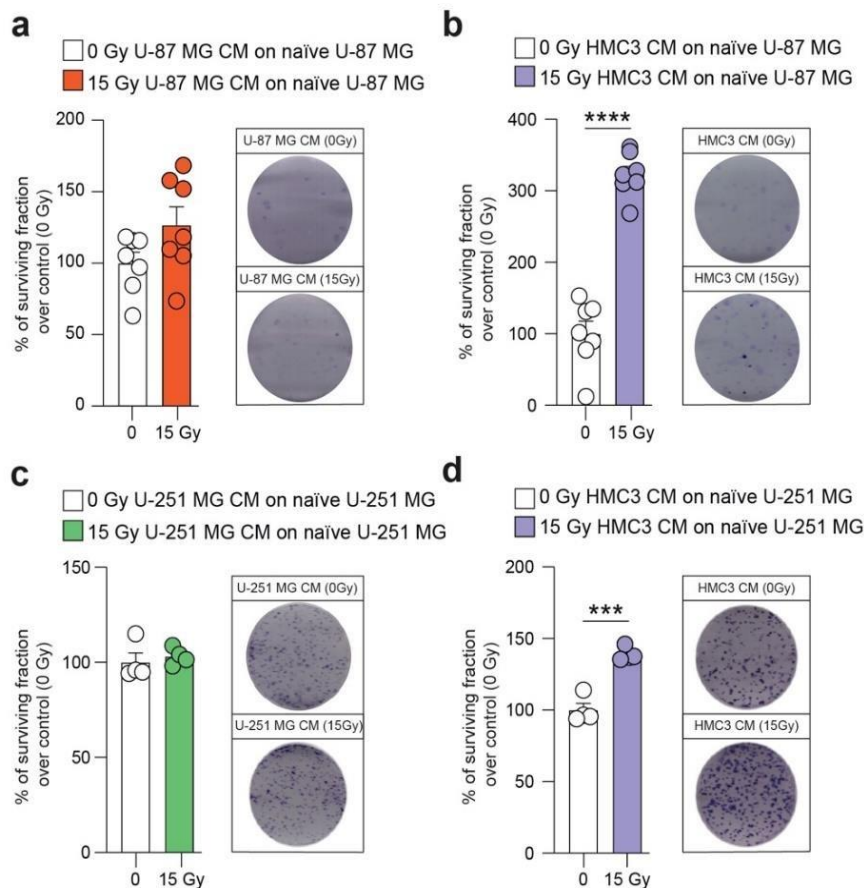 a
0 Gy U-87 MG CM on naïve U-87 MG
15 Gy U-87 MG CM on naïve U-87 MG
% of surviving fraction
over control (0 Gy)
200
150
100
50
0
0 15 Gy
U-87 MG CM (0Gy)
U-87 MG CM (15Gy)
b
0 Gy HMC3 CM on naïve U-87 MG
15 Gy HMC3 CM on naïve U-87 MG
% of surviving fraction
over control (0 Gy)
400
300
200
100
0
****
0 15 Gy
HMC3 CM (0Gy)
HMC3 CM (15Gy)
c
0 Gy U-251 MG CM on naïve U-251 MG
15 Gy U-251 MG CM on naïve U-251 MG
% of surviving fraction
over control (0 Gy)
150
100
50
0
0 15 Gy
U-251 MG CM (0Gy)
U-251 MG CM (15Gy)
d
0 Gy HMC3 CM on naïve U-251 MG
15 Gy HMC3 CM on naïve U-251 MG
% of surviving fraction
over control (0 Gy)
200
150
100
50
0
***
0 15 Gy
HMC3 CM (0Gy)
HMC3 CM (15Gy)